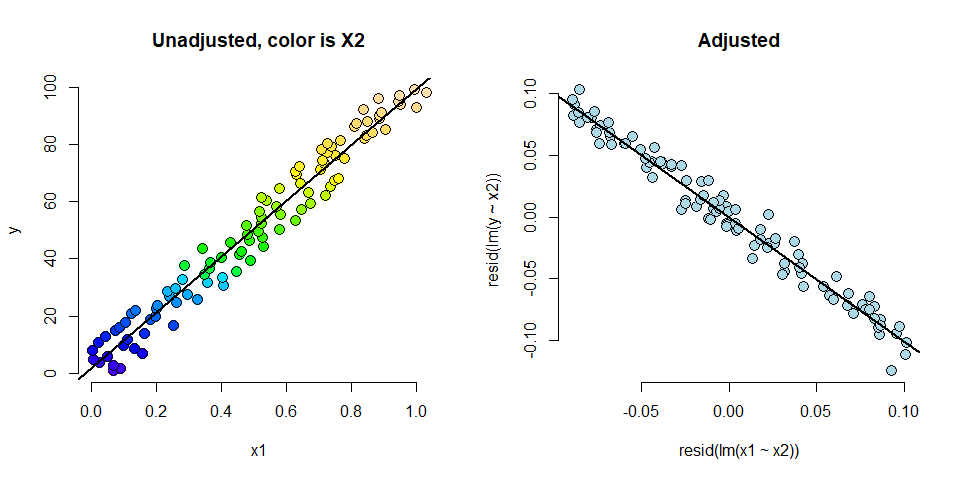 Unadjusted, color is X2
y
100
80
60
40
20
0
0.0 0.2 0.4 0.6 0.8 1.0
x1
Adjusted
resid(lm(y ~ x2))
0.10
0.05
0.00
-0.05
-0.10
-0.05 0.00 0.05 0.10
resid(lm(x1 ~ x2))